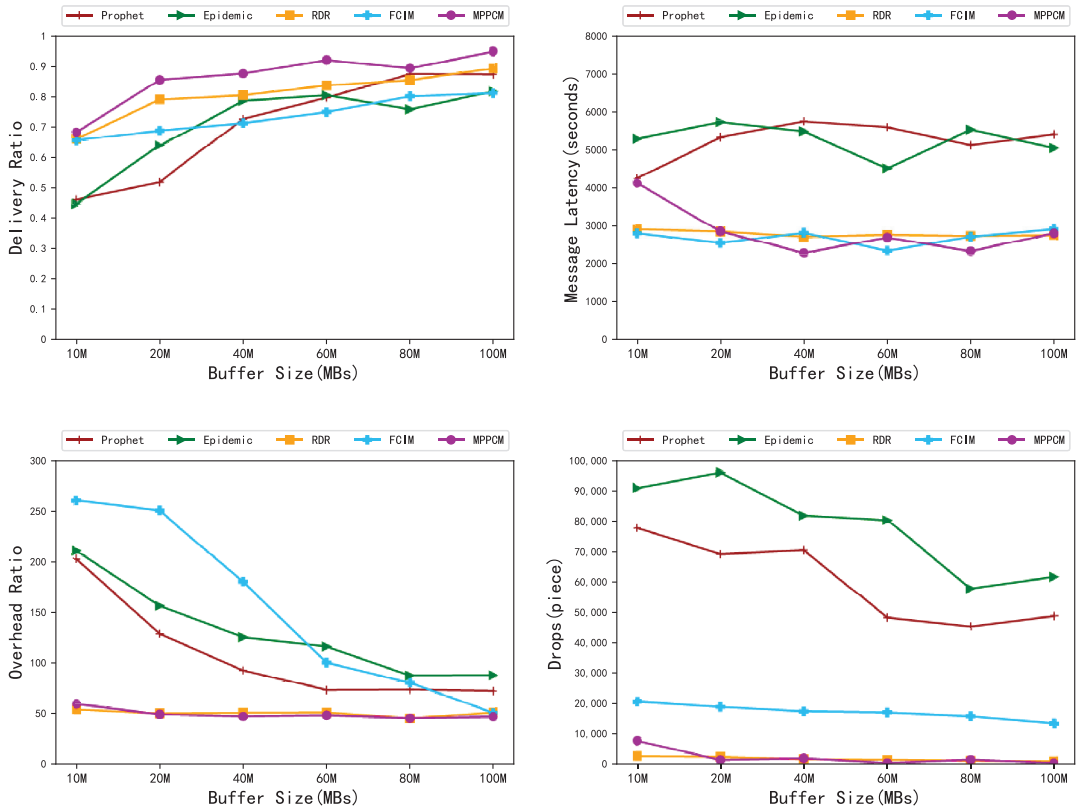 Prophet Epidemic RDR FCIM MPPCM
1
0.9
0.8
0.7
0.6
0.5
0.4
0.3
0.2
0.1
0
Delivery Ratio
10M 20M 40M 60M 80M 100M
Buffer Size(MBs)
Prophet Epidemic RDR FCIM MPPCM
8000
7000
6000
5000
4000
3000
2000
1000
0
Message Latency(seconds)
10M 20M 40M 60M 80M 100M
Buffer Size(MBs)
Prophet Epidemic RDR FCIM MPPCM
300
250
200
150
100
50
0
Overhead Ratio
10M 20M 40M 60M 80M 100M
Buffer Size(MBs)
Prophet Epidemic RDR FCIM MPPCM
100,000
90,000
80,000
70,000
60,000
50,000
40,000
30,000
20,000
10,000
0
Drops(piece)
10M 20M 40M 60M 80M 100M
Buffer Size(MBs)